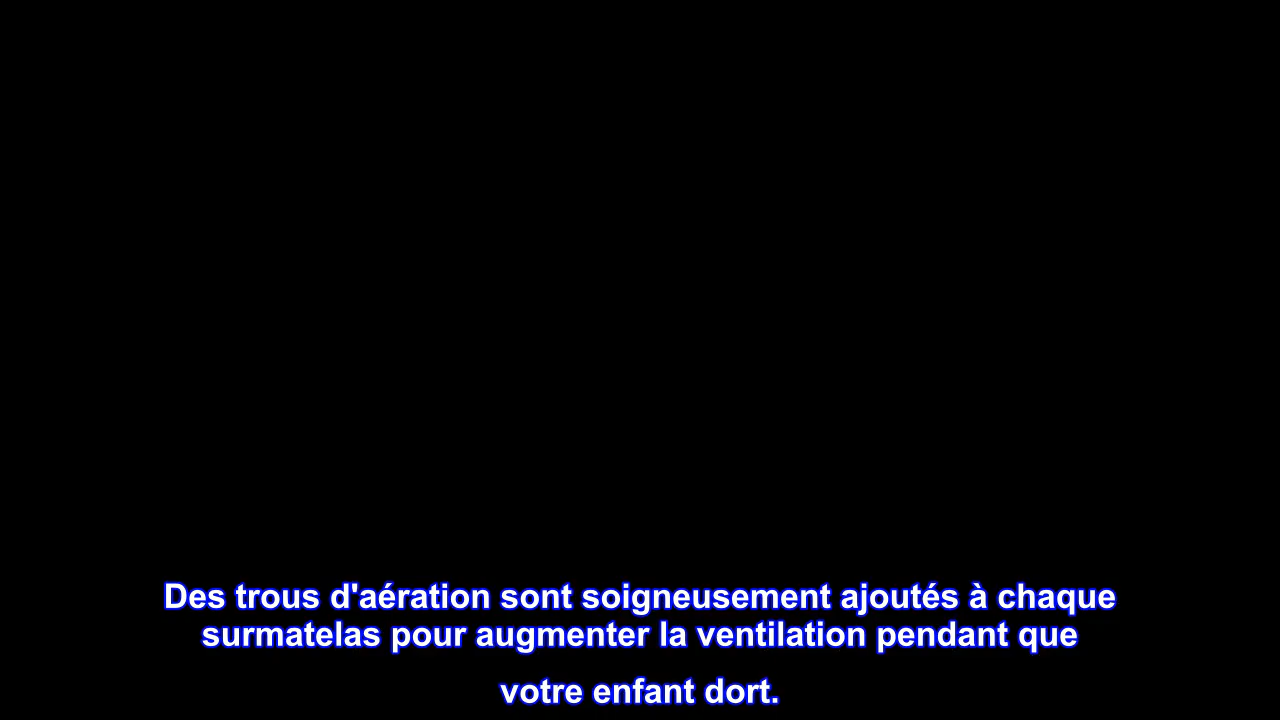 Des trous d'aération sont soigneusement ajoutés à chaque
surmatelas pour augmenter la ventilation pendant que
votre enfant dort.